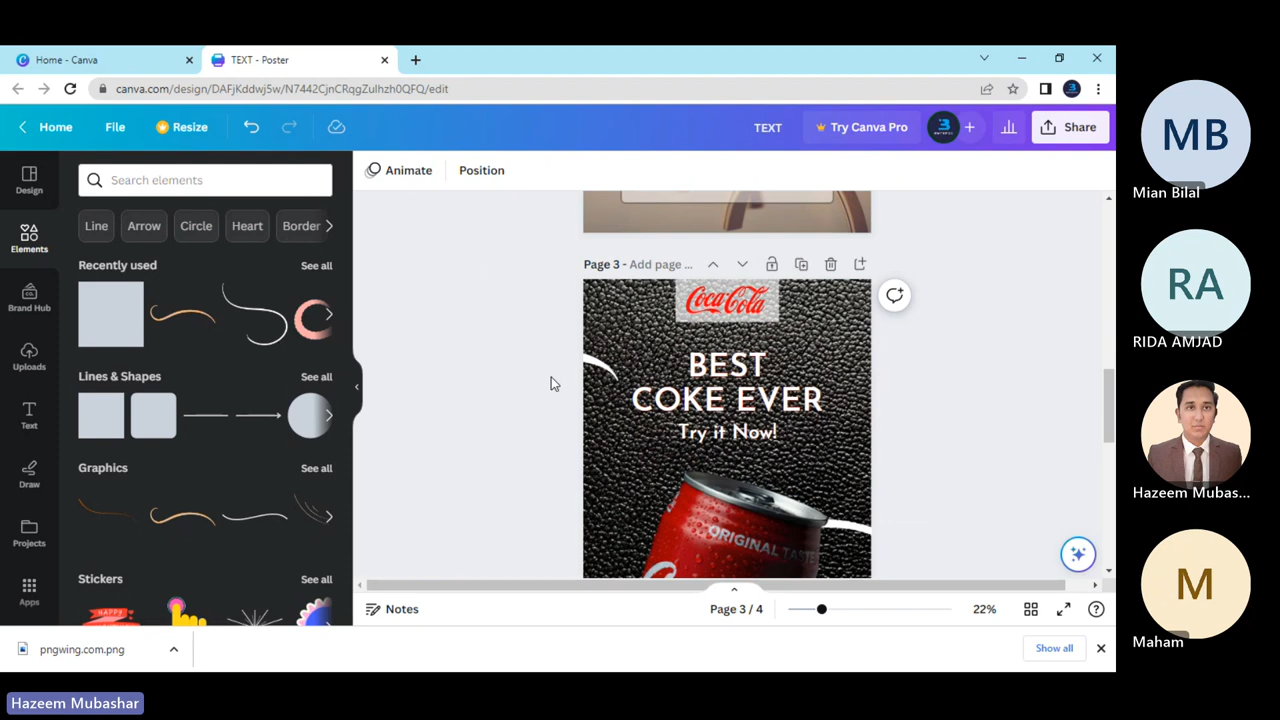 Home - Canva
TEXT - Poster
canva.com/design/DAFjKddwj5w/N7442CjnCRqgZuIhzh0QFQ/edit
Home
File
Resize
TEXT
Try Canva Pro
Share
Design
Elements
Brand Hub
Uploads
Text
Draw
Projects
Apps
Search elements
Line
Arrow
Circle
Heart
Border
Recently used
See all
Lines & Shapes
See all
Graphics
See all
Stickers
See all
HAPPY
Animate
Position
Page 3 - Add page ...
Coca-Cola
BEST
COKE EVER
Try it Now!
ORIGINAL TASTE
Notes
Page 3 / 4
22%
pngwing.com.png
Show all
MB
Mian Bilal
RA
RIDA AMJAD
Hazeem Mubas...
M
Maham
Hazeem Mubashar